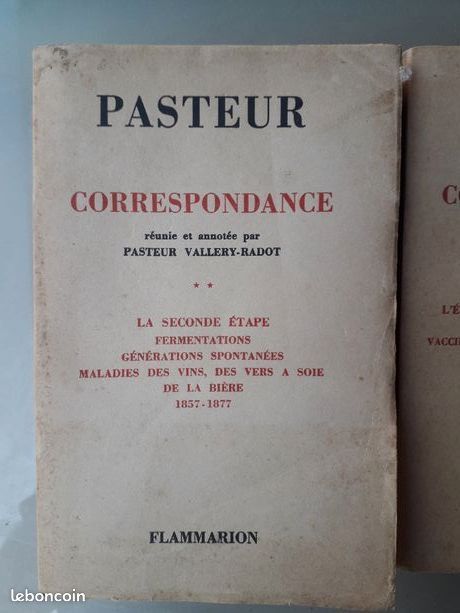 PASTEUR
CORRESPONDANCE
réunie et annotée par
PASTEUR VALLERY-RADOT
* *
LA SECONDE ÉTAPE
FERMENTATIONS
GÉNÉRATIONS SPONTANÉES
MALADIES DES VINS, DES VERS A SOIE
DE LA BIÈRE
1857-1877
FLAMMARION
leboncoin